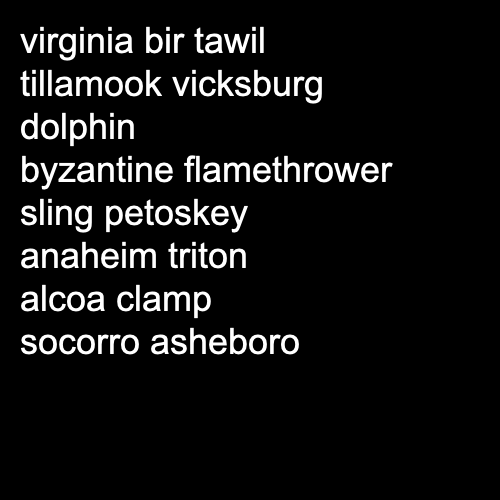 virginia bir tawil
tillamook vicksburg
dolphin
byzantine flamethrower
sling petoskey
anaheim triton
alcoa clamp
socorro asheboro